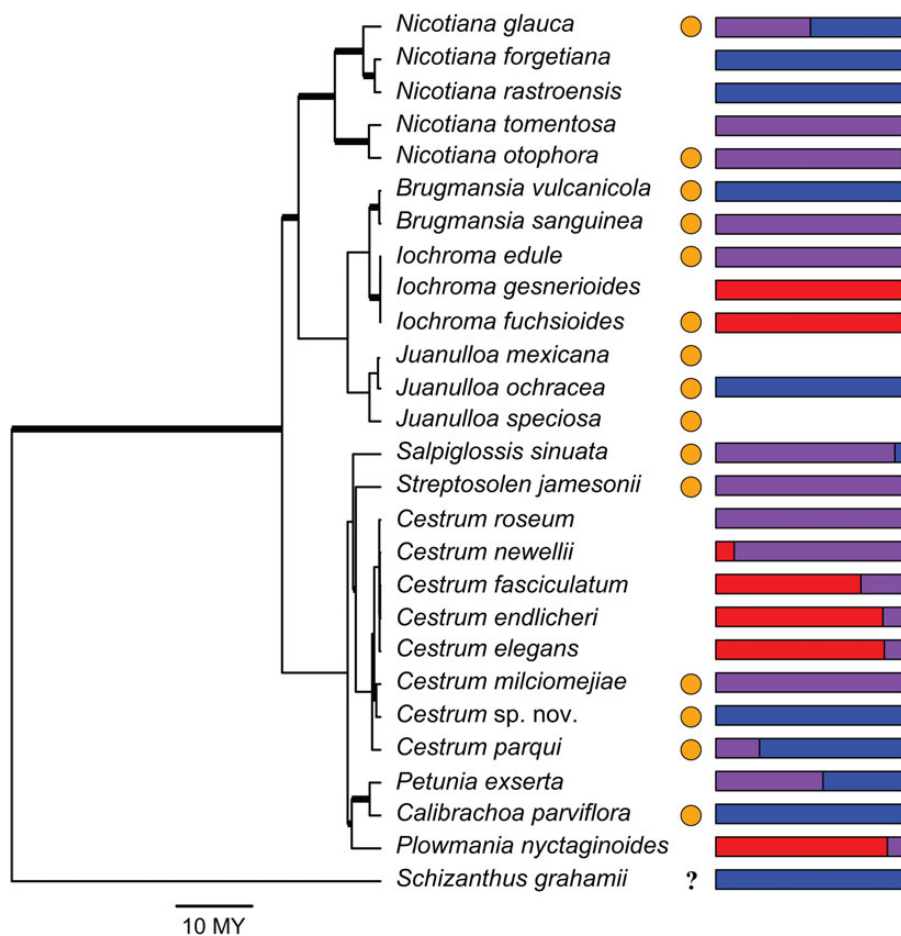 Nicotiana glauca
Nicotiana forgetiana
Nicotiana rastroensis
Nicotiana tomentosa
Nicotiana otophora
Brugmansia vulcanicola
Brugmansia sanguinea
Iochroma edule
Iochroma gesnerioides
Iochroma fuchsioides
Juanulloa mexicana
Juanulloa ochracea
Juanulloa speciosa
Salpiglossis sinuata
Streptosolen jamesonii
Cestrum roseum
Cestrum newellii
Cestrum fasciculatum
Cestrum endlicheri
Cestrum elegans
Cestrum milciomejiae
Cestrum sp. nov.
Cestrum parqui
Petunia exserta
Calibrachoa parviflora
Plowmania nyctaginoides
Schizanthus grahamii ?
10 MY